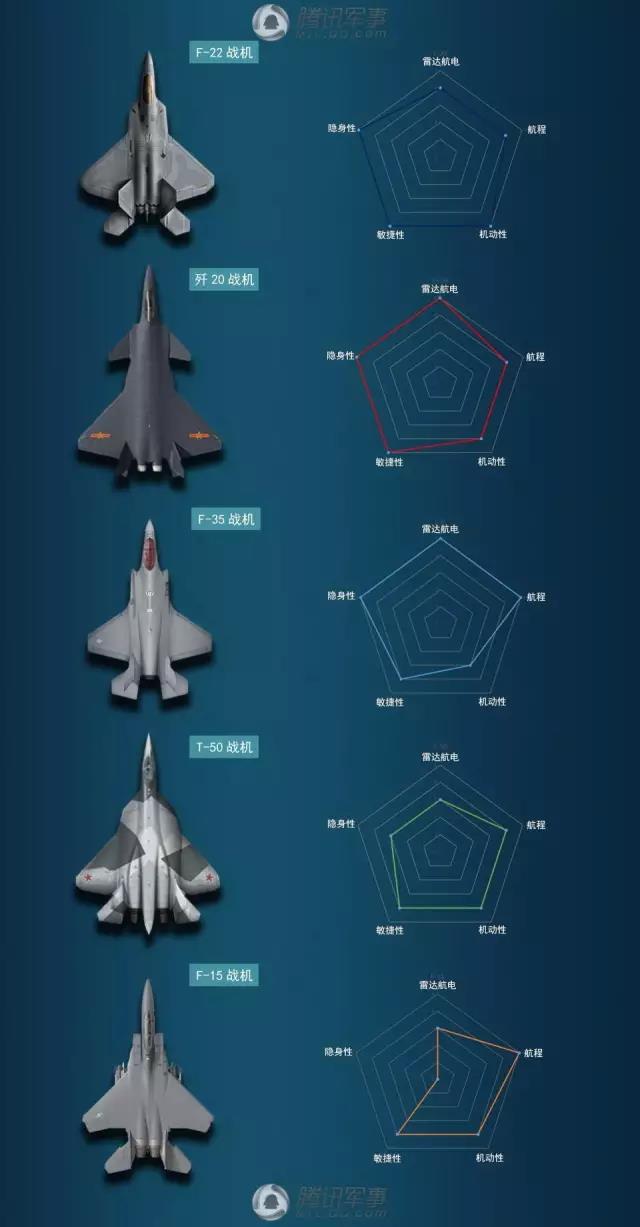 腾讯军事
MIL.QQ.COM
F-22 战机
雷达航电
隐身性
航程
敏捷性
机动性
歼 20 战机
雷达航电
隐身性
航程
敏捷性
机动性
F-35 战机
雷达航电
隐身性
航程
敏捷性
机动性
T-50 战机
雷达航电
隐身性
航程
敏捷性
机动性
F-15 战机
雷达航电
隐身性
航程
敏捷性
机动性
腾讯军事
MIL.QQ.COM